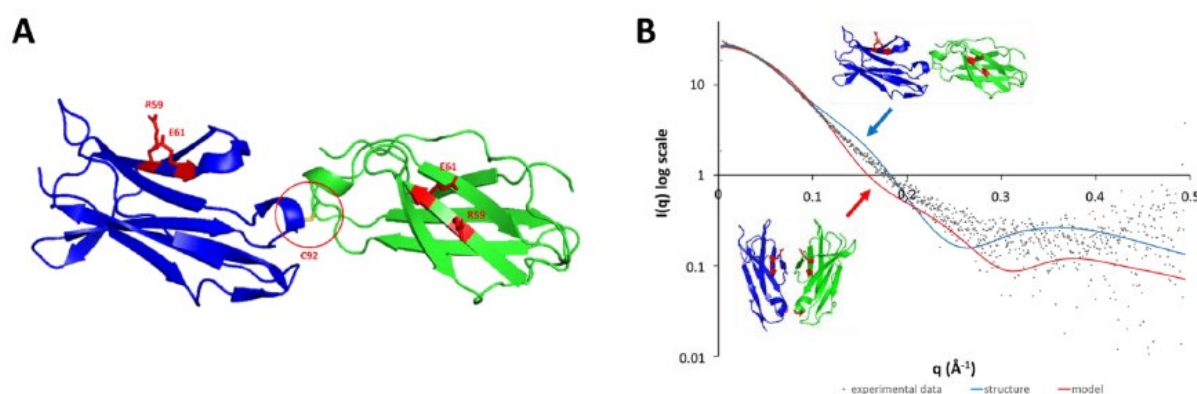 A
R59
E61
C92
E61
R59
B
I(q) log scale
10
1
0.1
0.01
0
0.1
0.2
0.3
0.4
0.5
q (Å⁻¹)
experimental data
structure
model